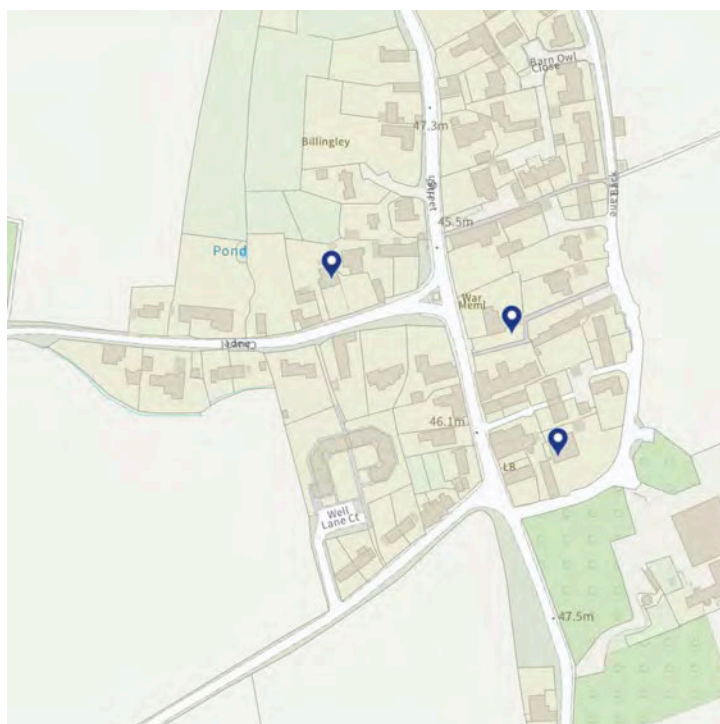 Barn Owl
Close
47.3m
Billingley
45.5m
Pond
War
Meml
46.1m
LB
Well
Lane Ct
47.5m